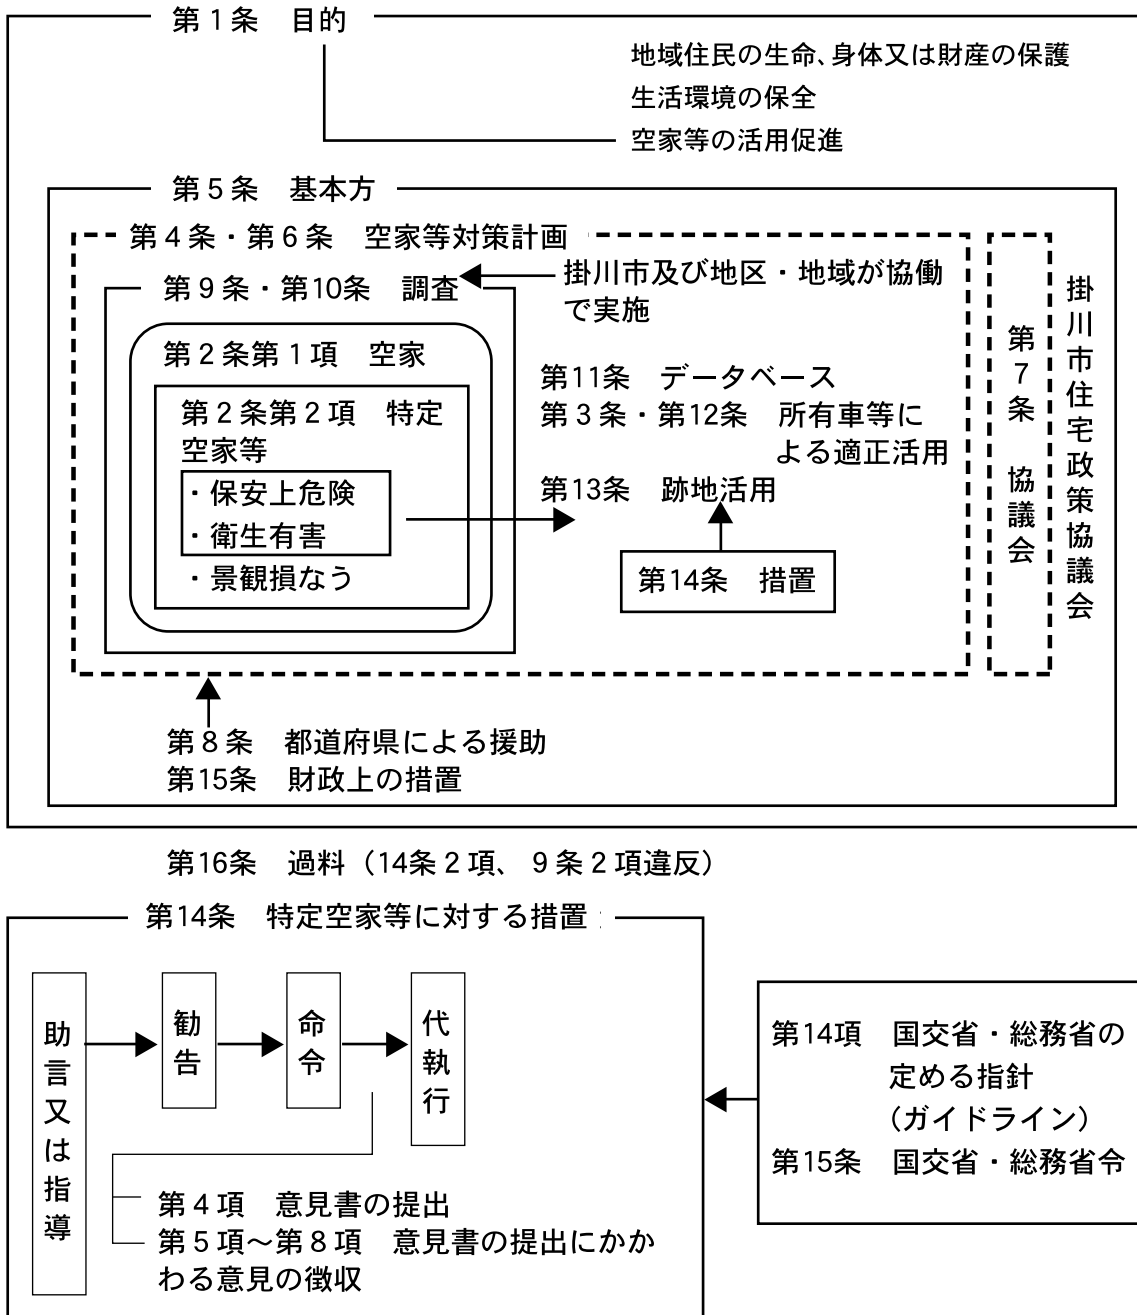 第1条　目的
地域住民の生命、身体又は財産の保護
生活環境の保全
空家等の活用促進
第5条　基本方
第4条・第6条　空家等対策計画
第9条・第10条　調査
掛川市及び地区・地域が協働
で実施
第2条第1項　空家
第2条第2項　特定
空家等
・保安上危険
・衛生有害
・景観損なう
第11条　データベース
第3条・第12条　所有車等に
よる適正活用
第13条　跡地活用
第14条　措置
第7条　協議会
掛川市住宅政策協議会
第8条　都道府県による援助
第15条　財政上の措置
第16条　過料（14条2項、9条2項違反）
第14条　特定空家等に対する措置
助言又は指導
勧告
命令
代執行
第4項　意見書の提出
第5項～第8項　意見書の提出にかか
わる意見の徴収
第14項　国交省・総務省の
定める指針
（ガイドライン）
第15条　国交省・総務省令